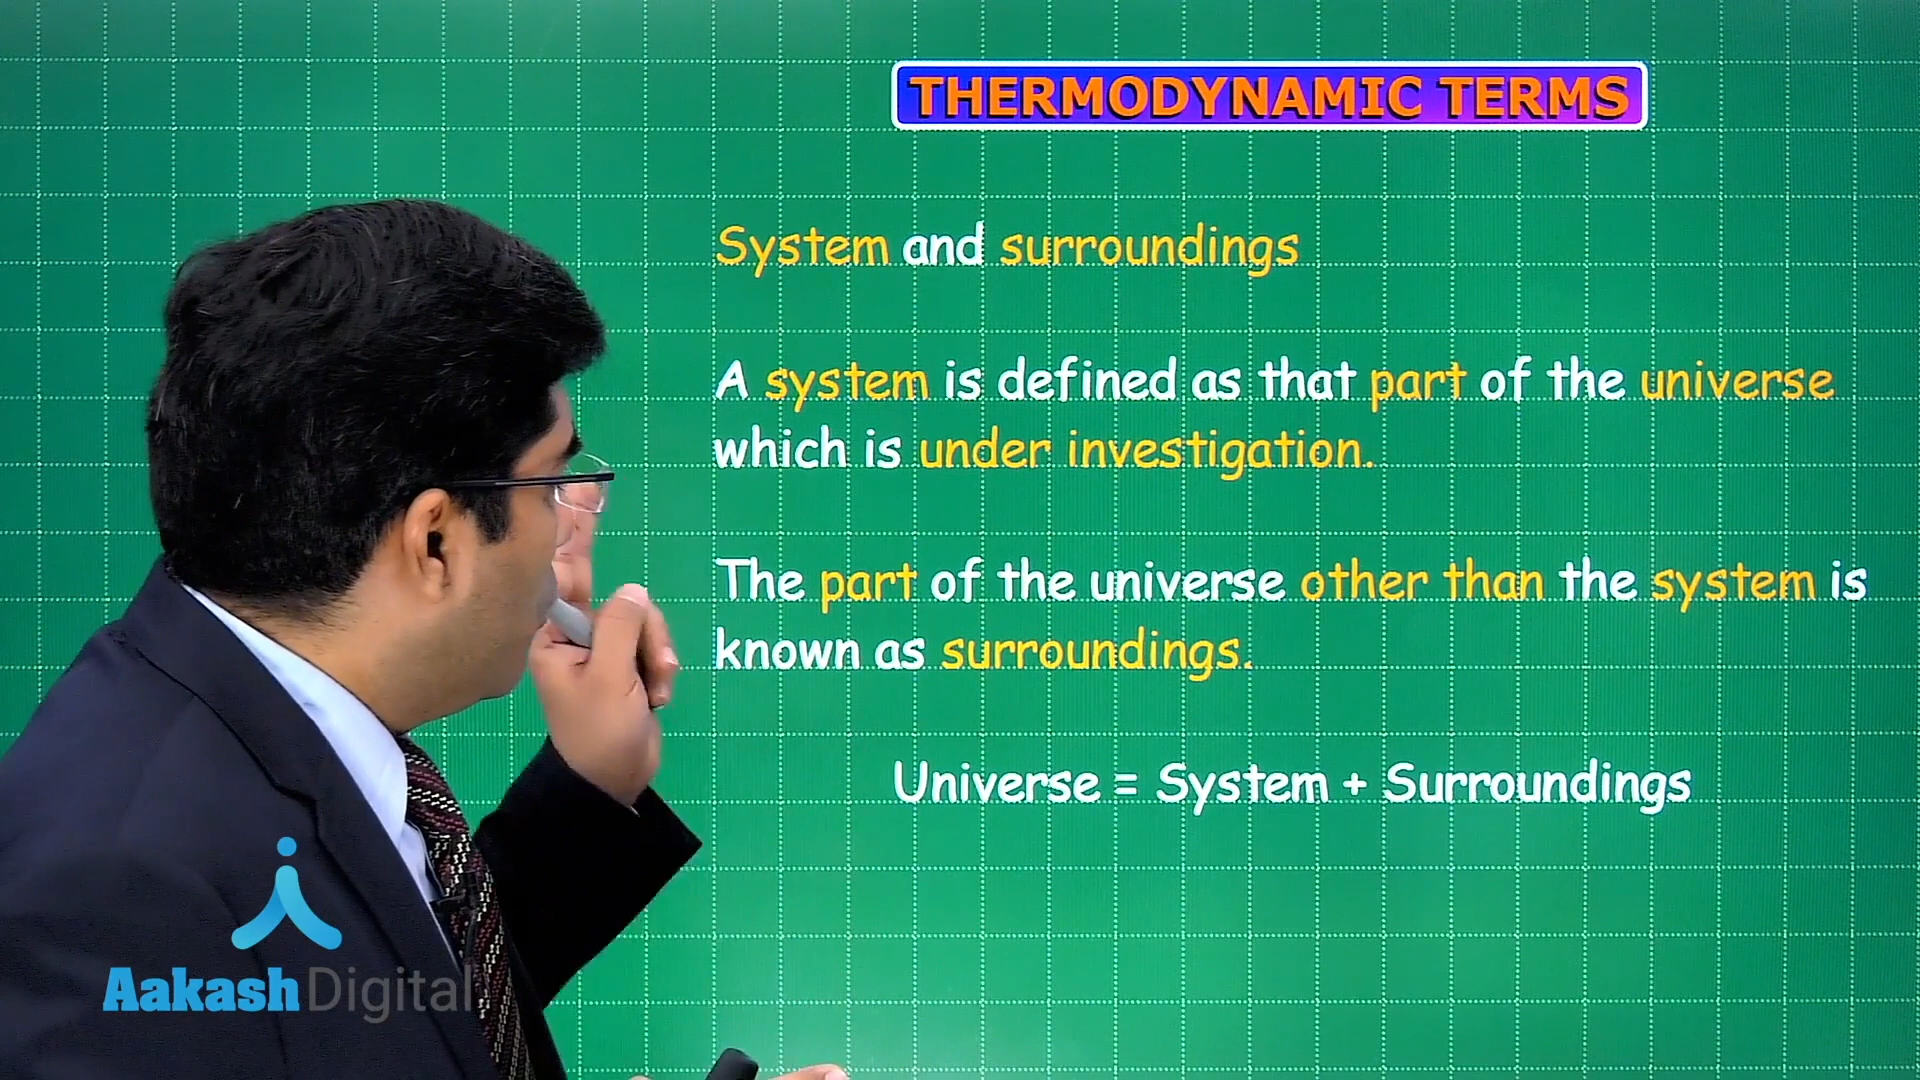 THERMODYNAMIC TERMS
System and surroundings
A system is defined as that part of the universe
which is under investigation.
The part of the universe other than the system is
known as surroundings.
Universe = System + Surroundings
Aakash Digital